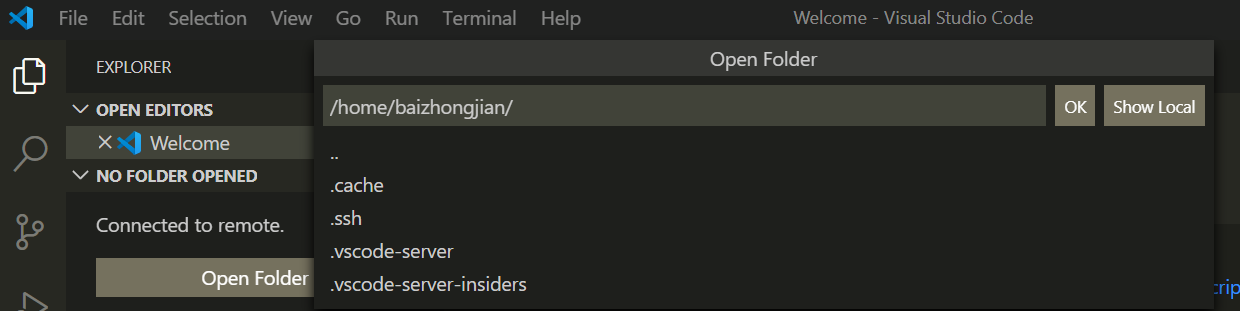 File Edit Selection View Go Run Terminal Help Welcome - Visual Studio Code
EXPLORER
OPEN EDITORS
Welcome
NO FOLDER OPENED
Connected to remote.
Open Folder
Open Folder
/home/baizhongjian/ OK Show Local
..
.cache
.ssh
.vscode-server
.vscode-server-insiders